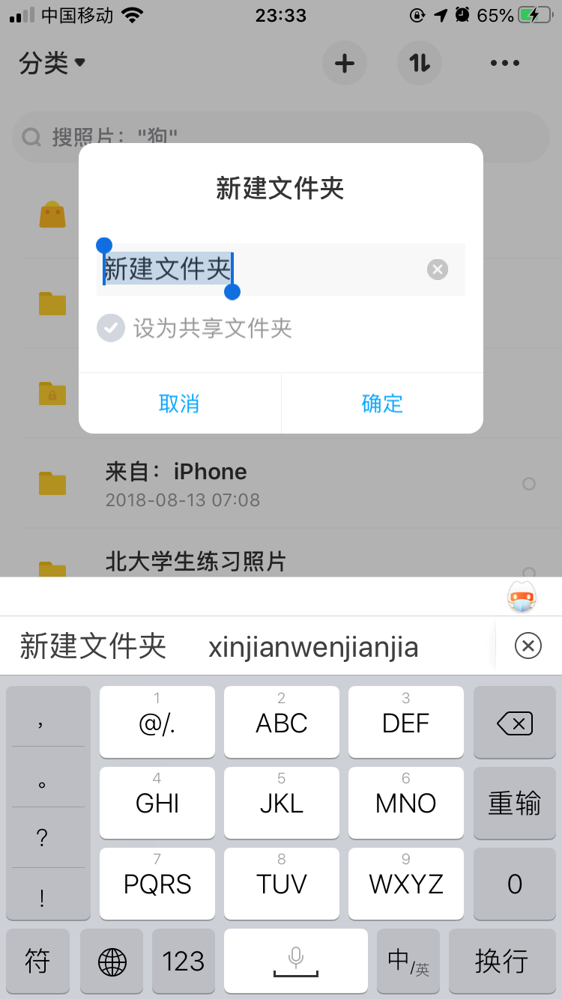 中国移动 23:33 65%
分类
搜照片："狗"
新建文件夹
新建文件夹
设为共享文件夹
取消 确定
来自：iPhone
2018-08-13 07:08
北大学生练习照片
新建文件夹 xinjianwenjianjia
， 1 2 3
@/. ABC DEF
。 4 5 6
GHI JKL MNO 重输
? 7 8 9
PQRS TUV WXYZ 0
!
符 123 中/英 换行